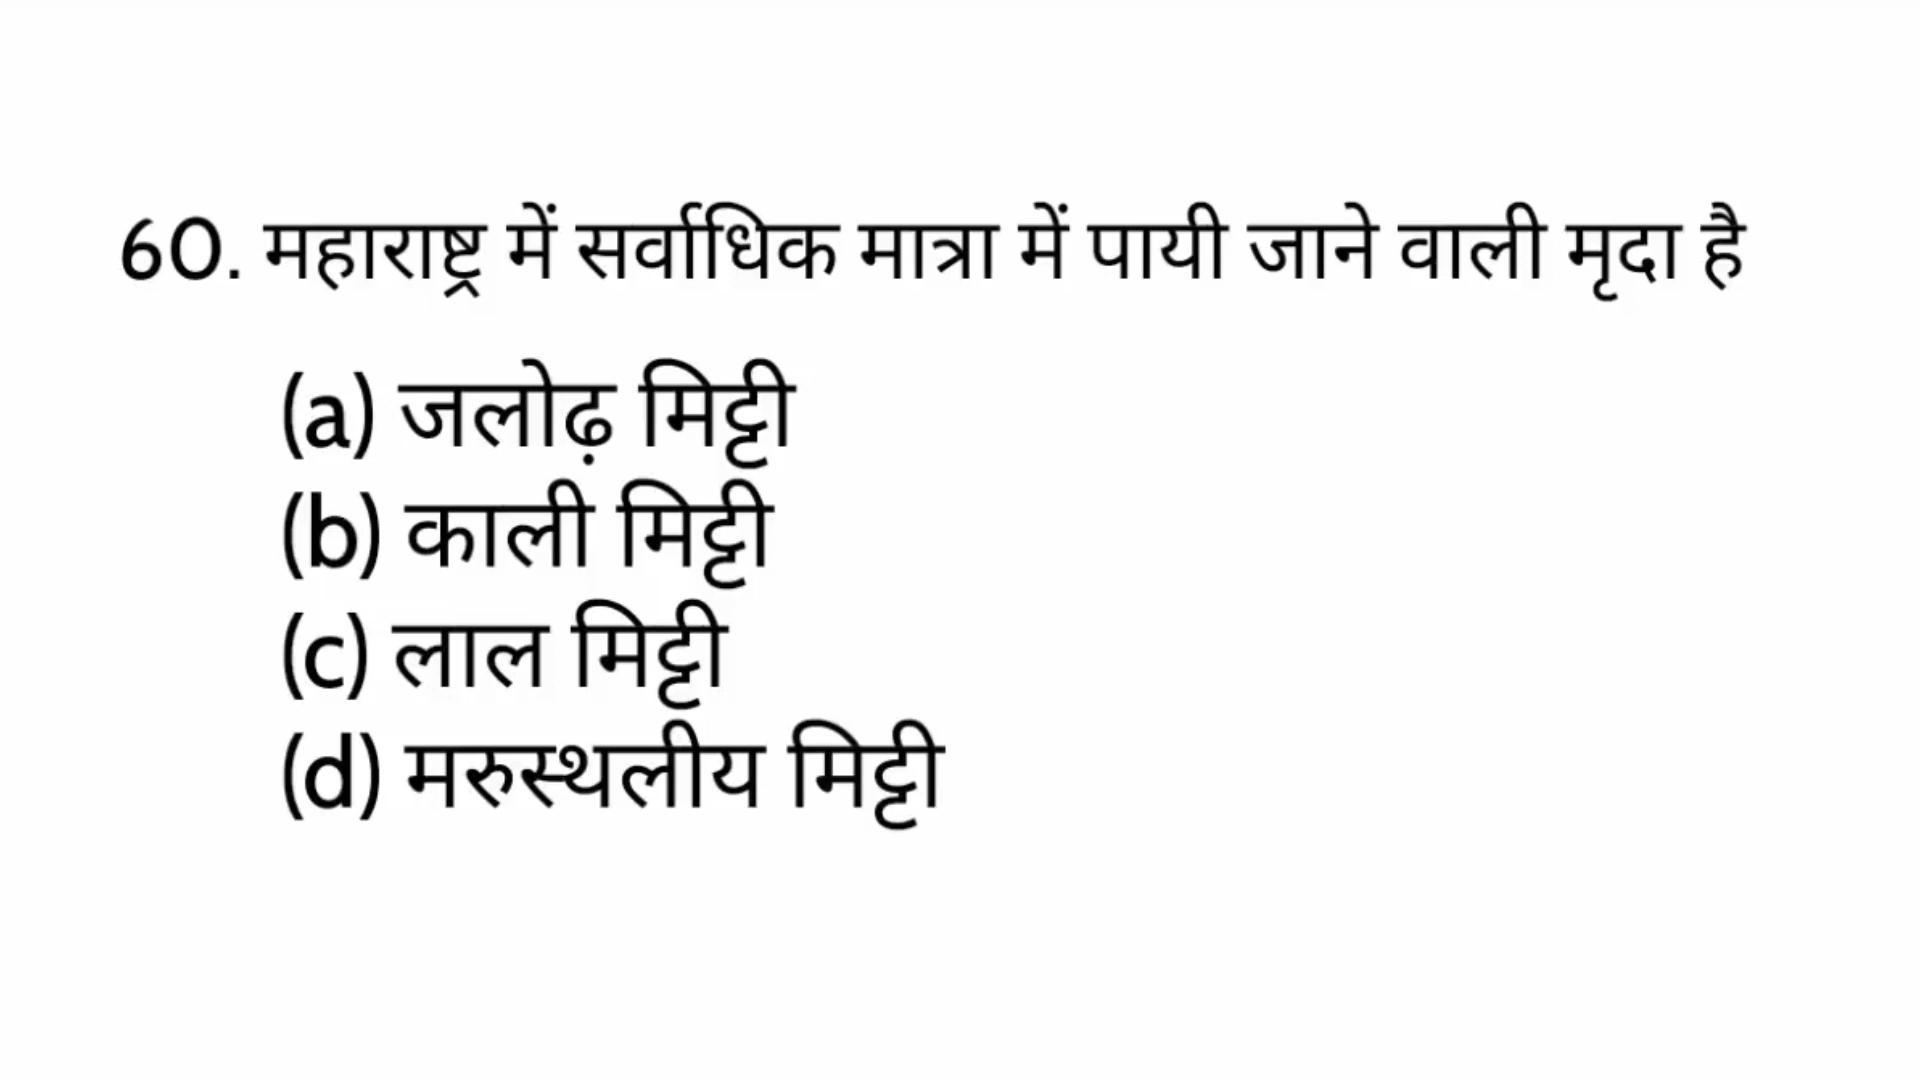 60. महाराष्ट्र में सर्वाधिक मात्रा में पायी जाने वाली मृदा है
(a) जलोढ़ मिट्टी
(b) काली मिट्टी
(c) लाल मिट्टी
(d) मरुस्थलीय मिट्टी